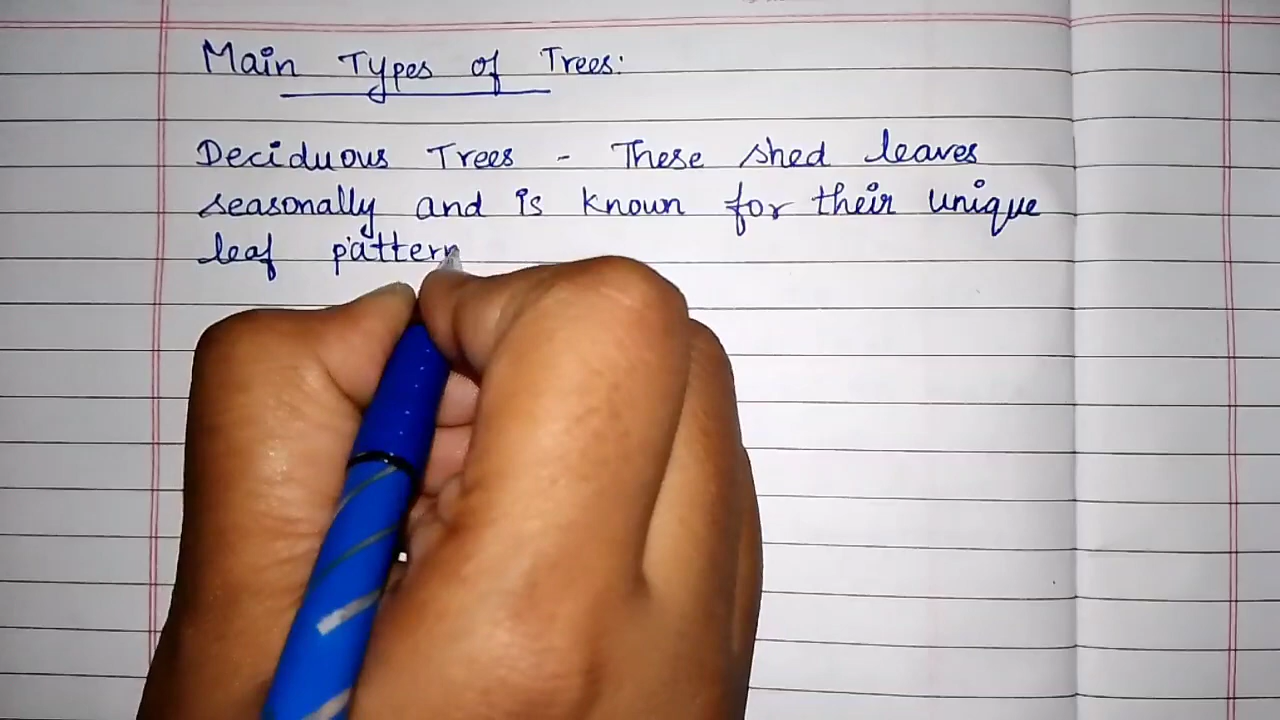 Main Types of Trees:
Deciduous Trees - These shed leaves
seasonally and is known for their unique
leaf pattern